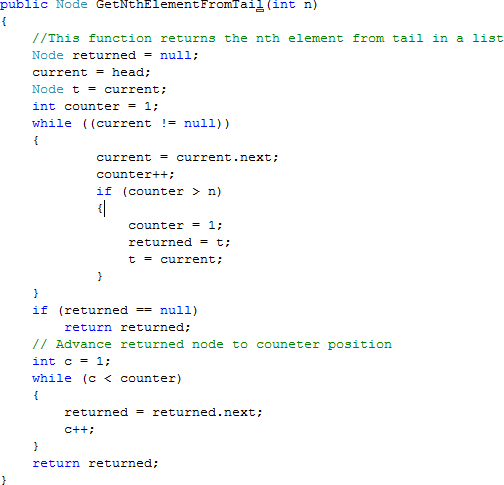 public Node GetNthElementFromTail(int n)
{
    //This function returns the nth element from tail in a list
    Node returned = null;
    current = head;
    Node t = current;
    int counter = 1;
    while ((current != null))
    {
            current = current.next;
            counter++;
            if (counter > n)
            {
                counter = 1;
                returned = t;
                t = current;
            }
    }
    if (returned == null)
        return returned;
    // Advance returned node to couneter position
    int c = 1;
    while (c < counter)
    {
        returned = returned.next;
        c++;
    }
    return returned;
}